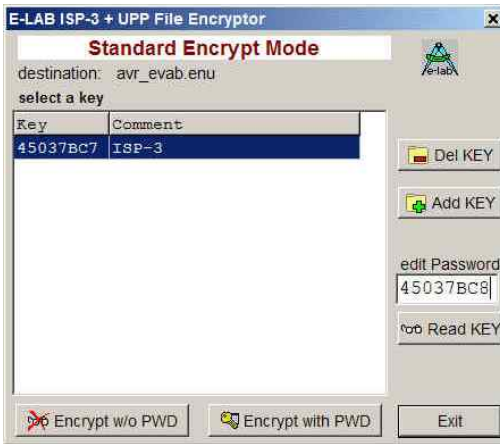 E-LAB ISP-3 + UPP File Encryptor
Standard Encrypt Mode
destination: avr_evab.enu
e-lab
select a key
Key Comment
45037BC7 ISP-3
Del KEY
Add KEY
edit Password
45037BC8
Read KEY
Encrypt w/o PWD Encrypt with PWD Exit